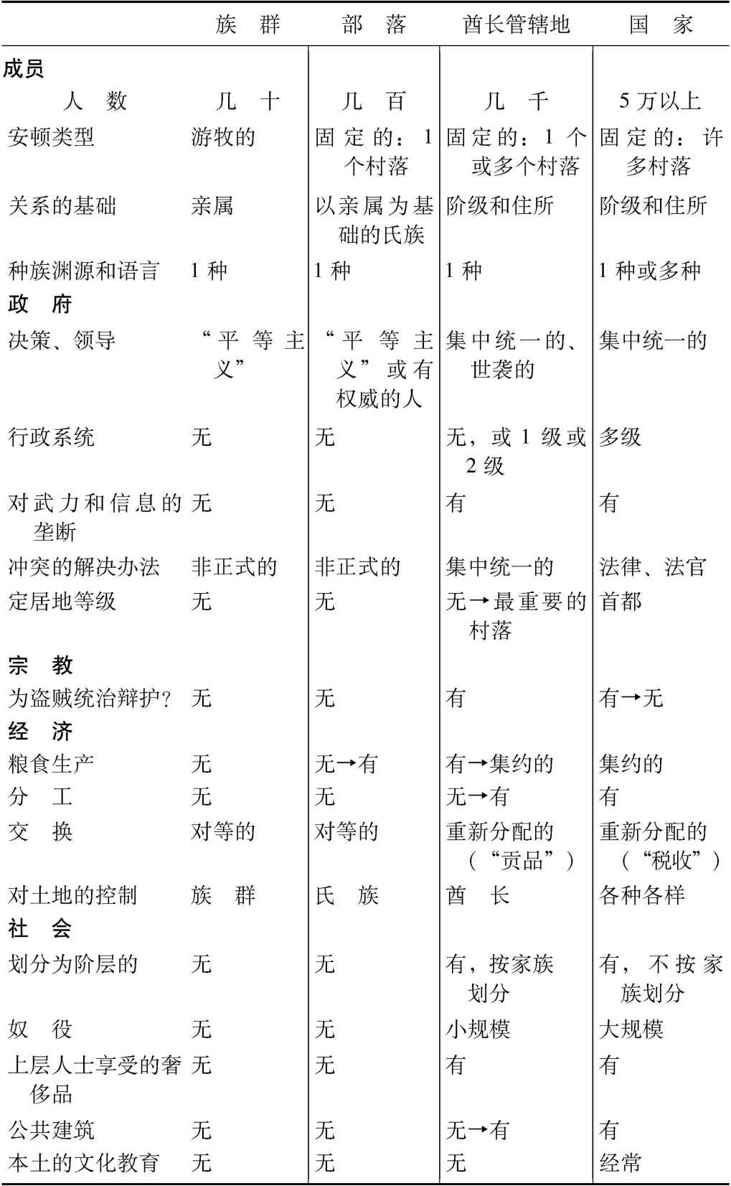 族 群 部 落 酋长管辖地 国 家
成员
人 数 几 十 几 百 几 千 5万以上
安顿类型 游牧的 固定的：1 固定的：1个 固定的：许
个村落 或多个村落 多村落
关系的基础 亲属 以亲属为基 阶级和住所 阶级和住所
础的氏族
种族渊源和语言 1种 1种 1种 1种或多种
政 府
决策、领导 “平等主 “平等主 集中统一的、 集中统一的
义” 义”或有 世袭的
权威的人
行政系统 无 无 无，或1级或 多级
2级
对武力和信息的 无 无 有 有
垄断
冲突的解决办法 非正式的 非正式的 集中统一的 法律、法官
定居地等级 无 无 无→最重要的 首都
村落
宗 教
为盗贼统治辩护？ 无 无 有 有→无
经 济
粮食生产 无 无→有 有→集约的 集约的
分 工 无 无 无→有 有
交 换 对等的 对等的 重新分配的 重新分配的
（“贡品”） （“税收”）
对土地的控制 族 群 氏 族 酋 长 各种各样
社 会
划分为阶层的 无 无 有，按家族 有，不按家
划分 族划分
奴 役 无 无 小规模 大规模
上层人士享受的奢 无 无 有 有
侈品
公共建筑 无 无 无→有 有
本土的文化教育 无 无 无 经常